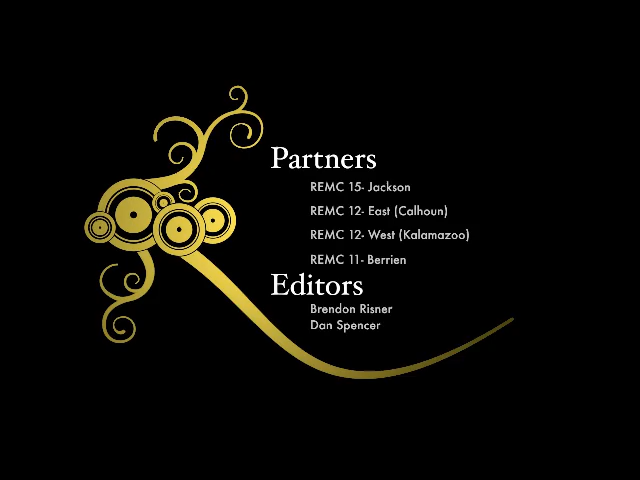 Partners
REMC 15- Jackson
REMC 12- East (Calhoun)
REMC 12- West (Kalamazoo)
REMC 11- Berrien
Editors
Brendon Risner
Dan Spencer